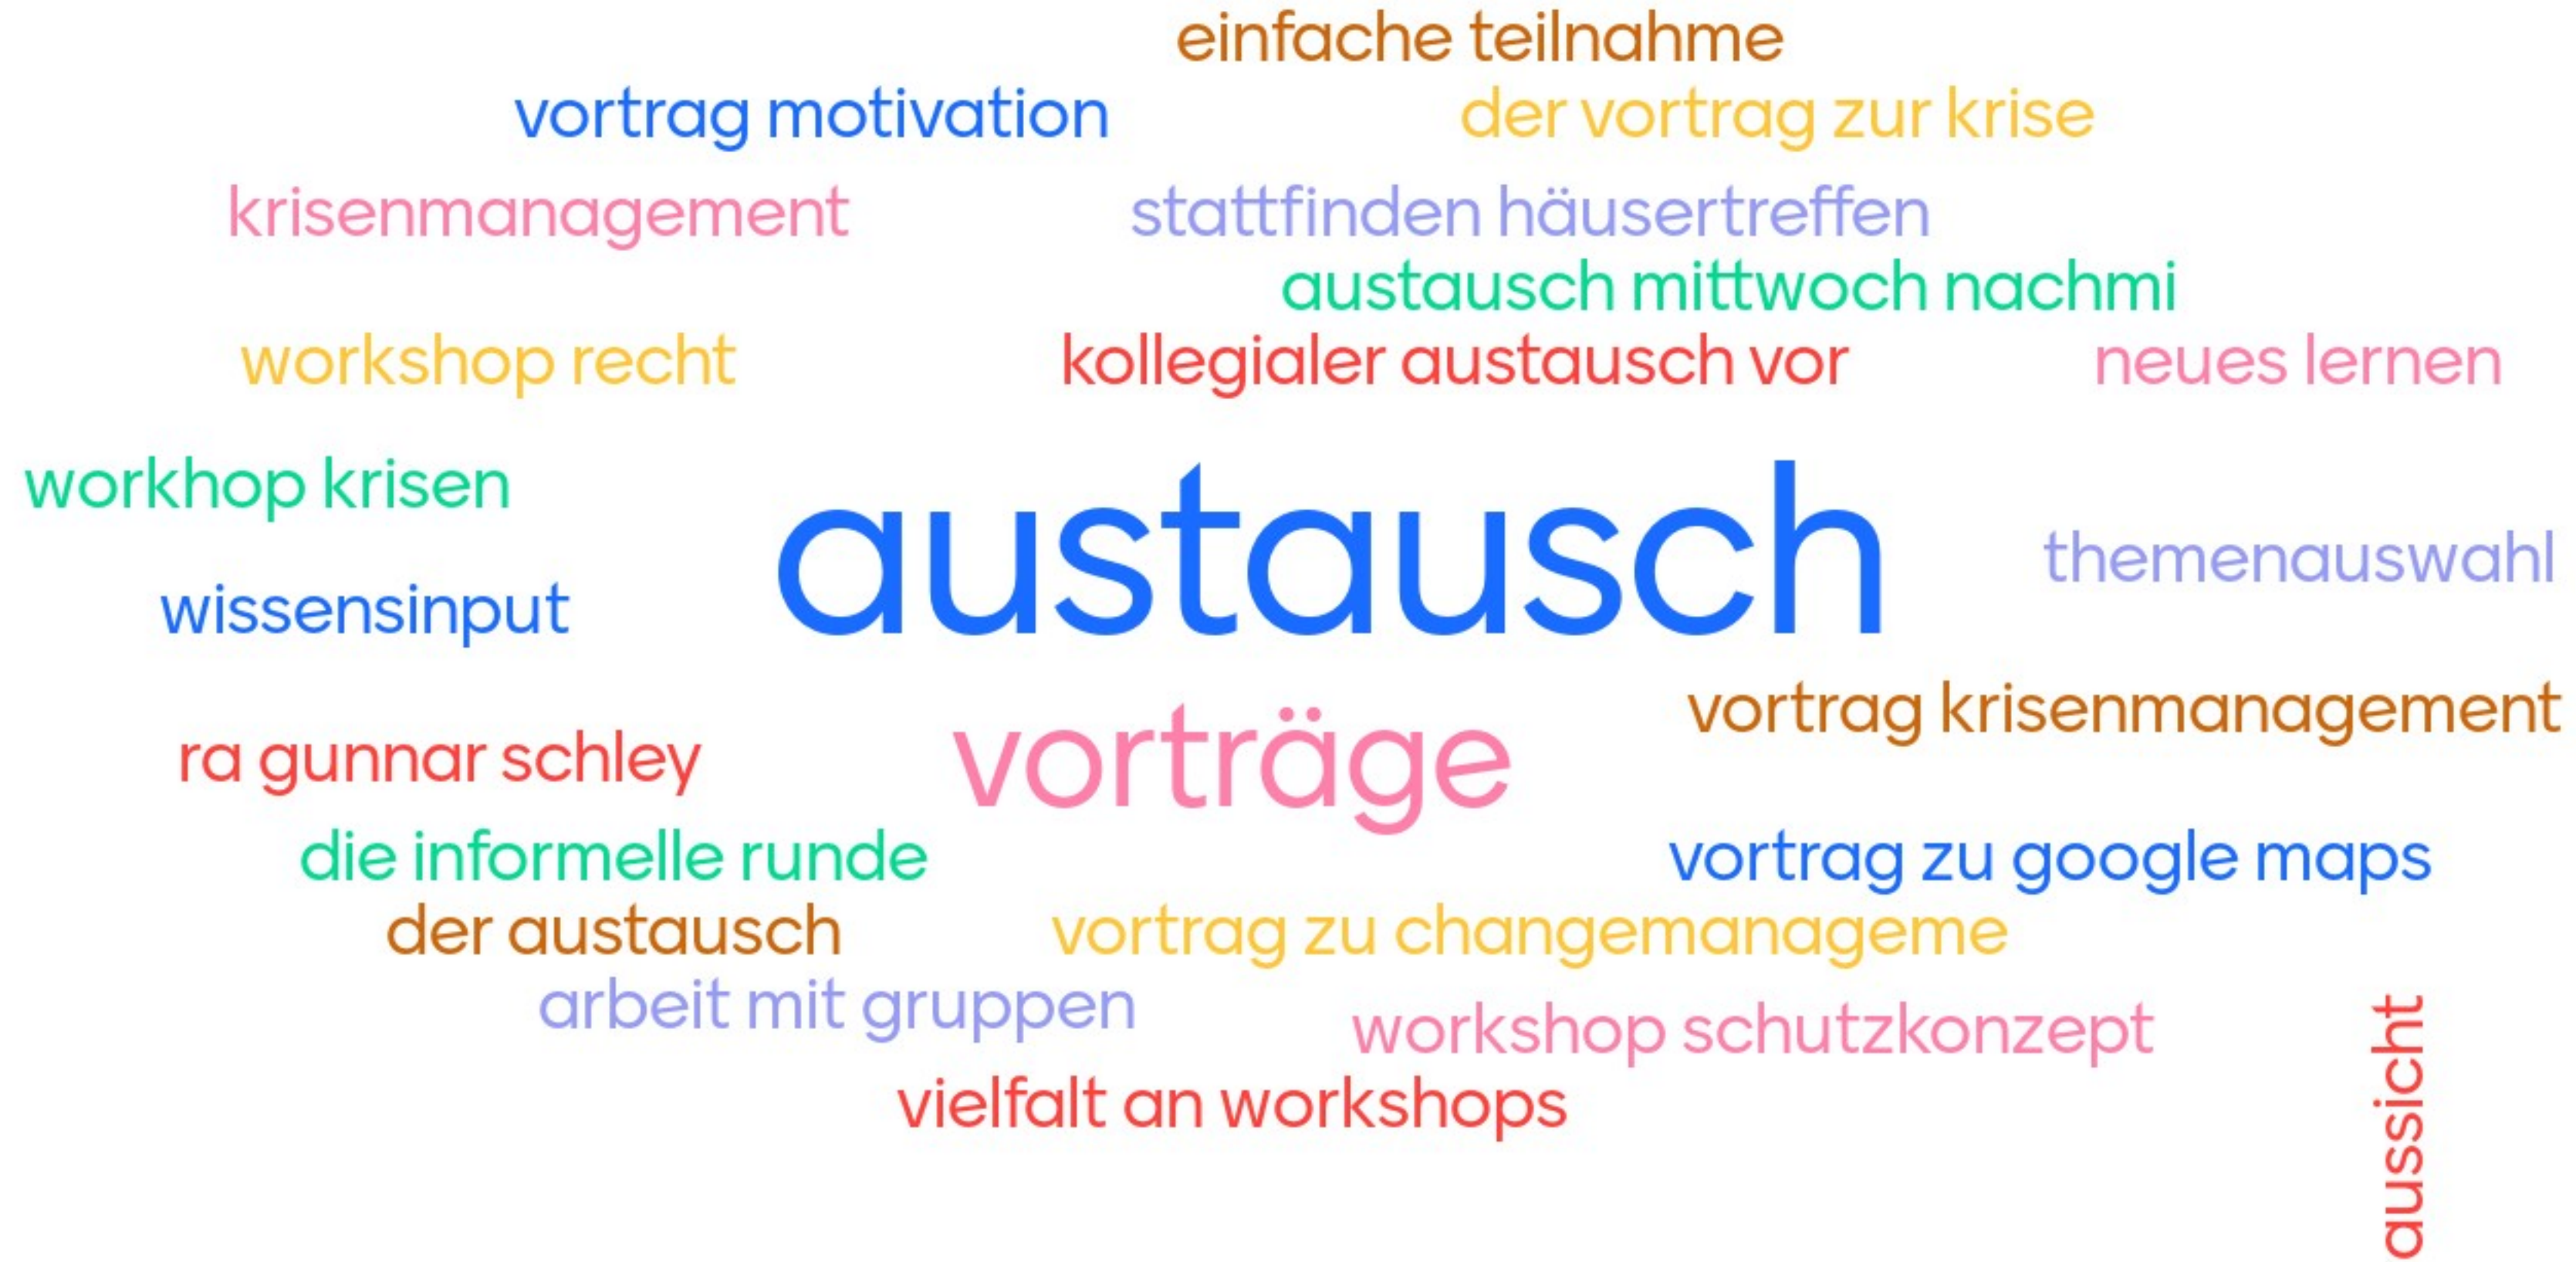 einfache teilnahme
vortrag motivation
der vortrag zur krise
krisenmanagement
stattfinden häusertreffen
austausch mittwoch nachmi
workshop recht
kollegialer austausch vor
neues lernen
workhop krisen
austausch
themenauswahl
wissensinput
vortrag krisenmanagement
ra gunnar schley
vorträge
die informelle runde
vortrag zu google maps
der austausch
vortrag zu changemanageme
arbeit mit gruppen
workshop schutzkonzept
vielfalt an workshops
aussicht